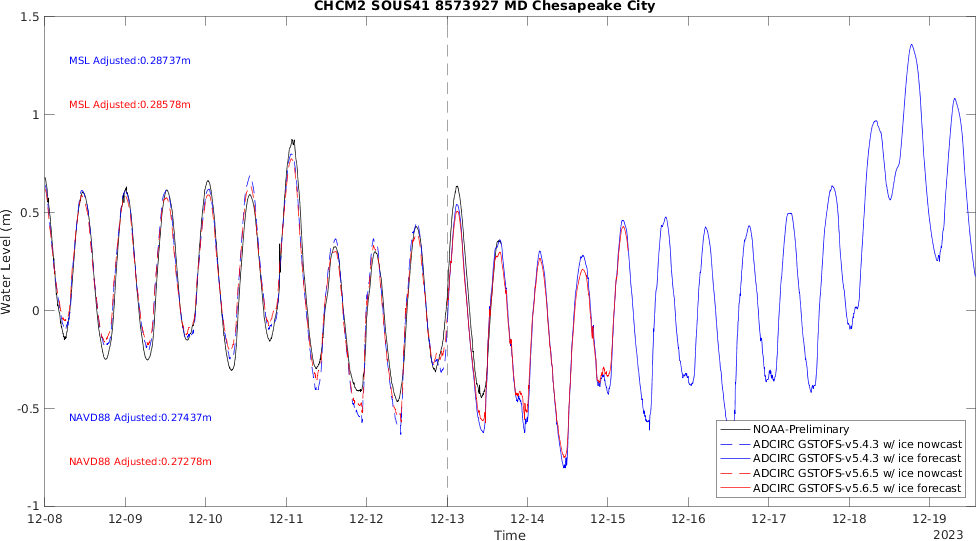 CHCM2 SOUS41 8573927 MD Chesapeake City
1.5
MSL Adjusted:0.28737m
MSL Adjusted:0.28578m
1
0.5
Water Level (m)
0
-0.5
NAVD88 Adjusted:0.27437m
NAVD88 Adjusted:0.27278m
NOAA-Preliminary
ADCIRC GSTOFS-v5.4.3 w/ ice nowcast
ADCIRC GSTOFS-v5.4.3 w/ ice forecast
ADCIRC GSTOFS-v5.6.5 w/ ice nowcast
ADCIRC GSTOFS-v5.6.5 w/ ice forecast
-1
12-08 12-09 12-10 12-11 12-12 12-13 12-14 12-15 12-16 12-17 12-18 12-19
Time
2023